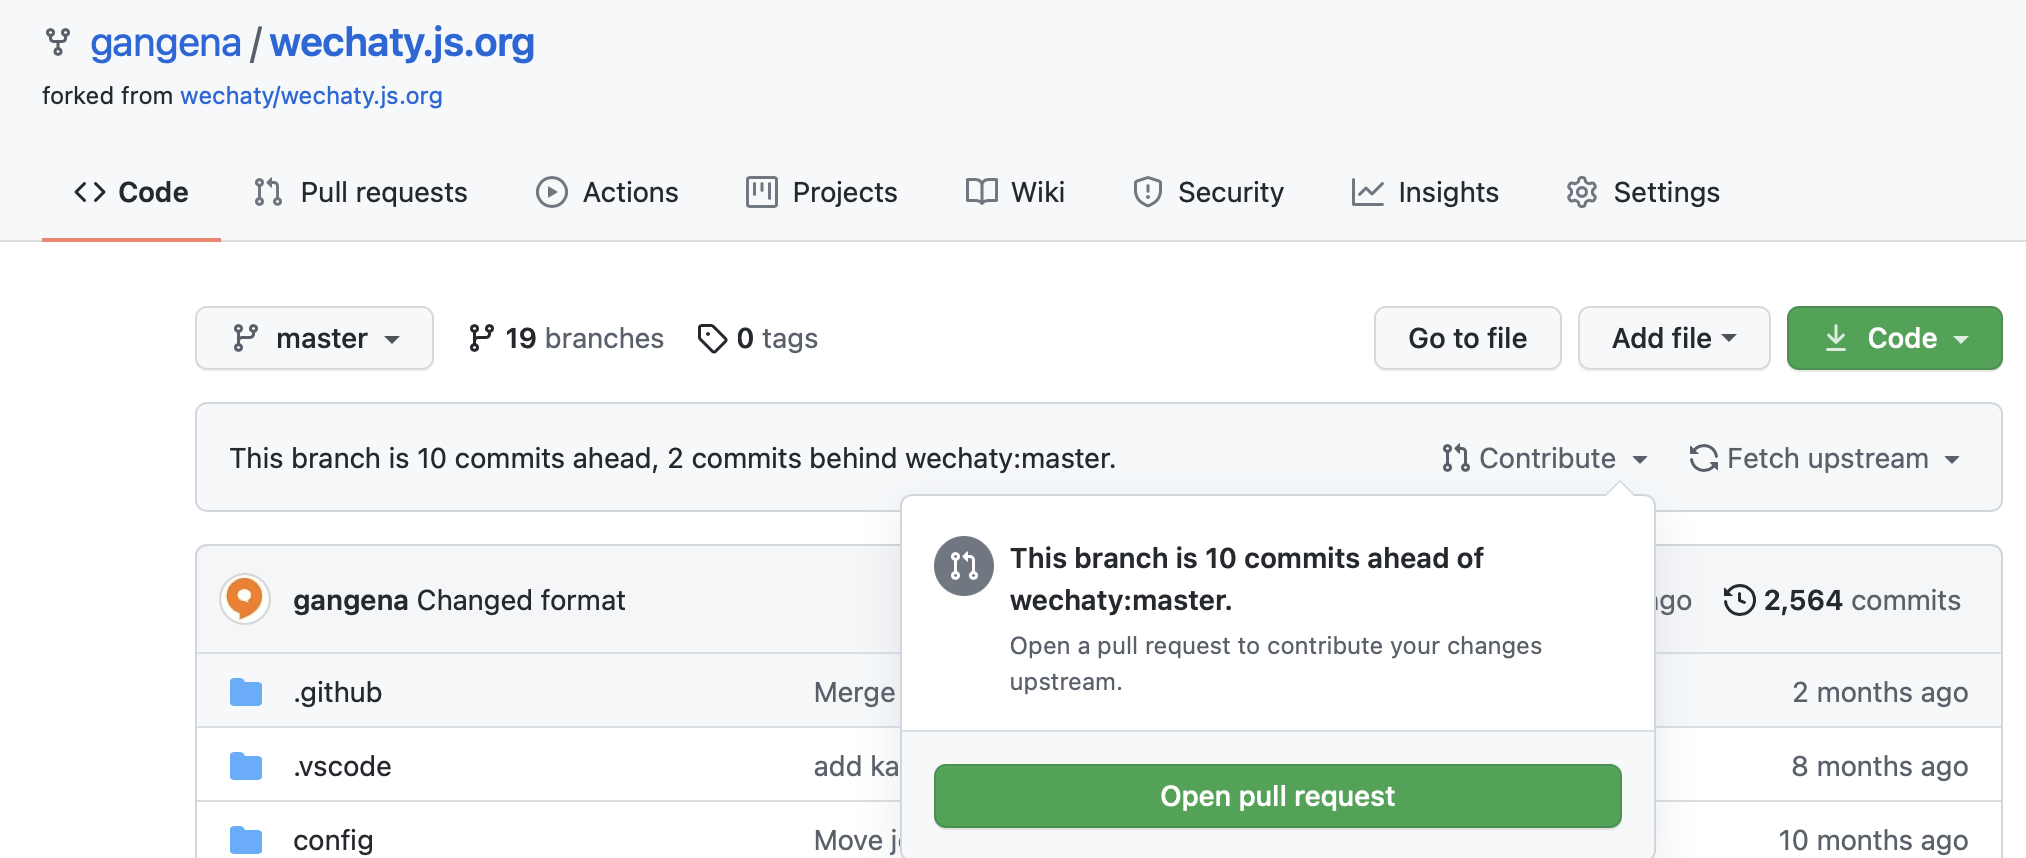 gangena / wechaty.js.org
forked from wechaty/wechaty.js.org
Code Pull requests Actions Projects Wiki Security Insights Settings
master 19 branches 0 tags Go to file Add file Code
This branch is 10 commits ahead, 2 commits behind wechaty:master. Contribute Fetch upstream
This branch is 10 commits ahead of
wechaty:master.
Open a pull request to contribute your changes
upstream.
Open pull request
gangena Changed format 2,564 commits
.github Merge 2 months ago
.vscode add 8 months ago
config Move 10 months ago